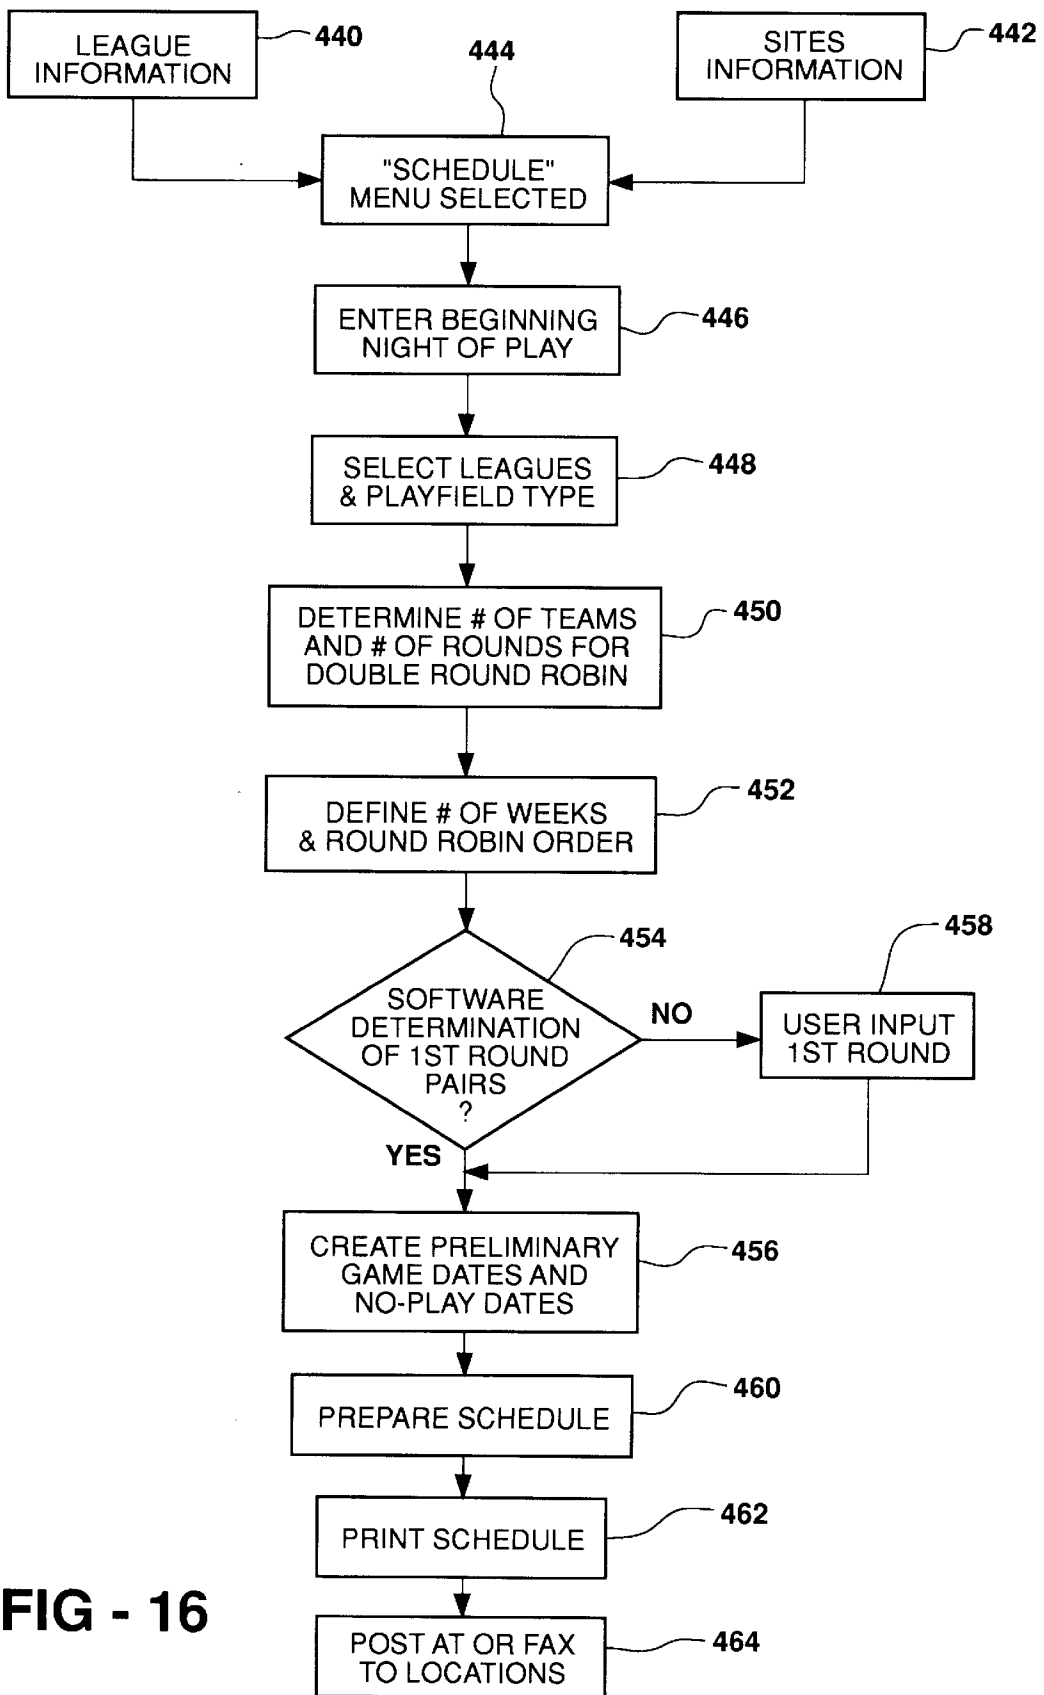 LEAGUE
INFORMATION
440
444
SITES
INFORMATION
442
"SCHEDULE"
MENU SELECTED
ENTER BEGINNING
NIGHT OF PLAY
446
SELECT LEAGUES
& PLAYFIELD TYPE
448
DETERMINE # OF TEAMS
AND # OF ROUNDS FOR
DOUBLE ROUND ROBIN
450
DEFINE # OF WEEKS
& ROUND ROBIN ORDER
452
SOFTWARE
DETERMINATION
OF 1ST ROUND
PAIRS
?
454
NO
YES
USER INPUT
1ST ROUND
458
CREATE PRELIMINARY
GAME DATES AND
NO-PLAY DATES
456
PREPARE SCHEDULE
460
PRINT SCHEDULE
462
POST AT OR FAX
TO LOCATIONS
464
FIG - 16